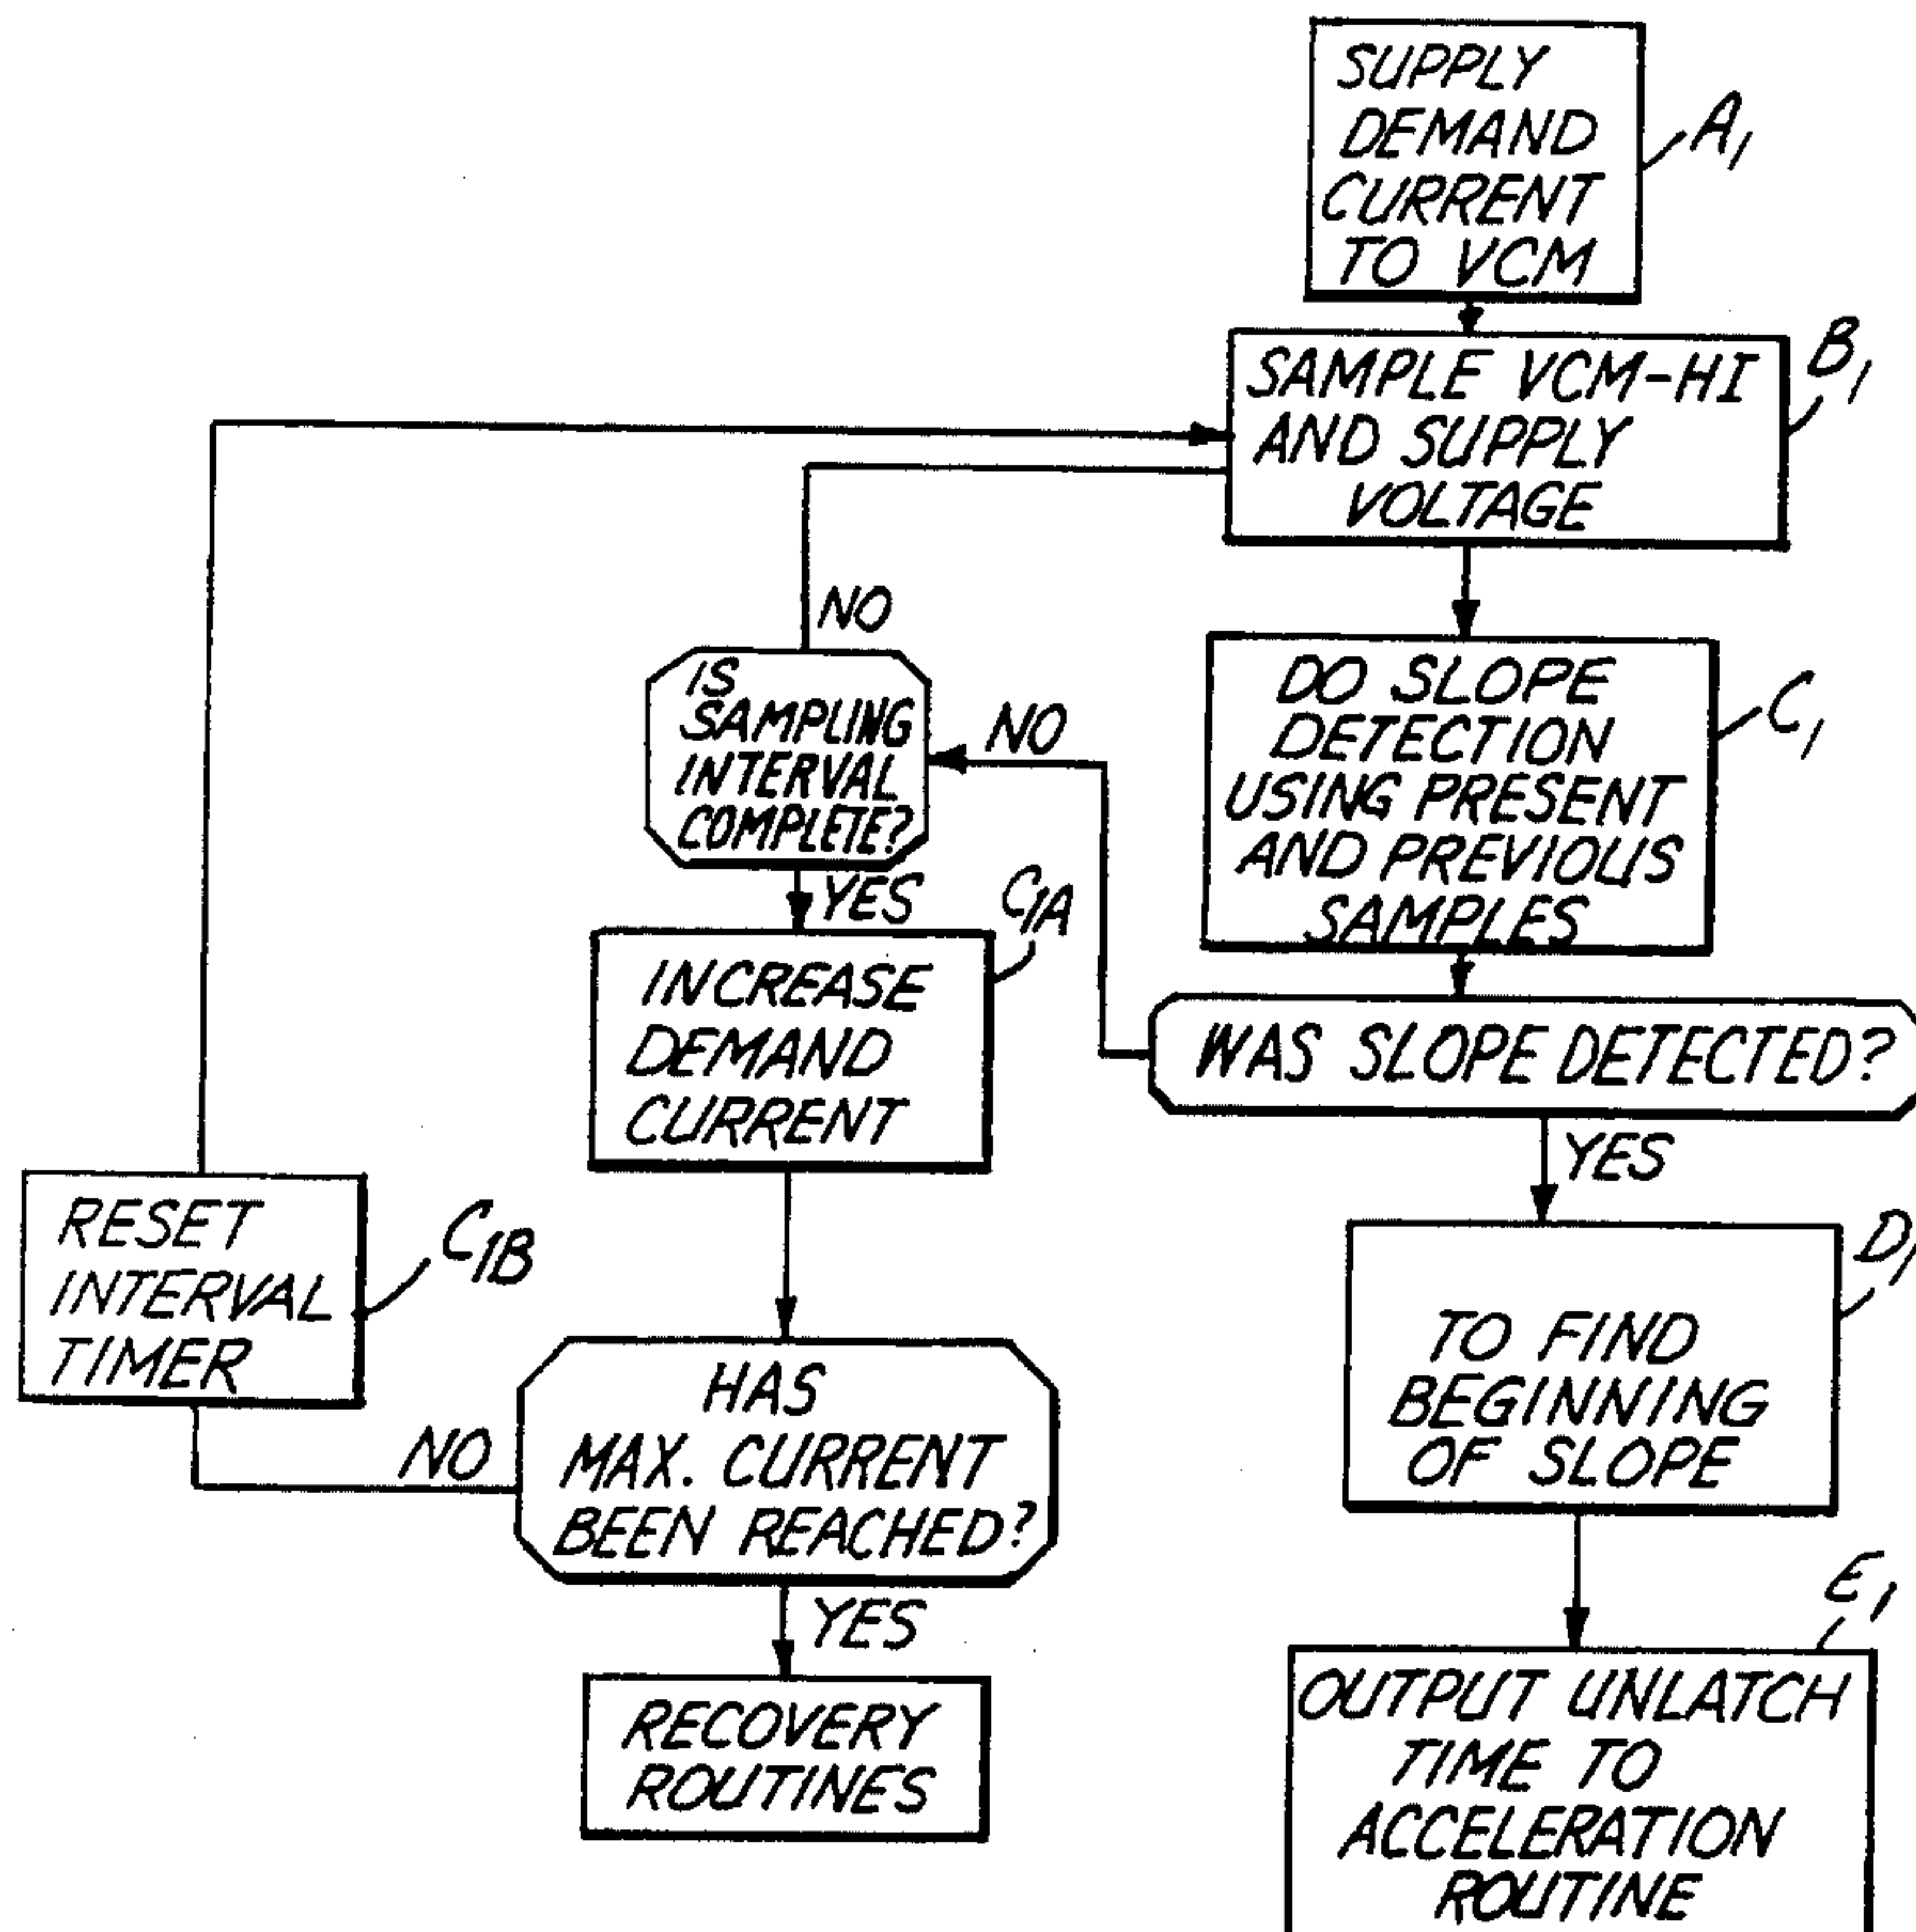 SUPPLY
DEMAND
CURRENT
TO VCM
A1
SAMPLE VCM-HI
AND SUPPLY
VOLTAGE
B1
DO SLOPE
DETECTION
USING PRESENT
AND PREVIOUS
SAMPLES
C1
WAS SLOPE DETECTED?
NO
YES
IS
SAMPLING
INTERVAL
COMPLETE?
NO
YES
INCREASE
DEMAND
CURRENT
C1A
HAS
MAX. CURRENT
BEEN REACHED?
NO
YES
RESET
INTERVAL
TIMER
C1B
RECOVERY
ROUTINES
TO FIND
BEGINNING
OF SLOPE
D1
OUTPUT UNLATCH
TIME TO
ACCELERATION
ROUTINE
E1